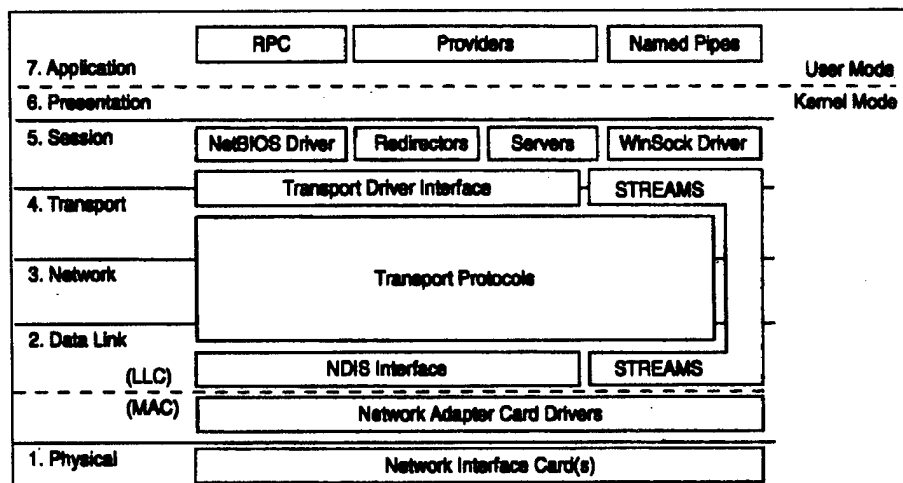 RPC Providers Named Pipes
7. Application User Mode
6. Presentation Kernel Mode
5. Session NetBIOS Driver Redirectors Servers WinSock Driver
Transport Driver Interface STREAMS
4. Transport
3. Network Transport Protocols
2. Data Link
NDIS Interface STREAMS
(LLC)
(MAC) Network Adapter Card Drivers
1. Physical Network Interface Card(s)